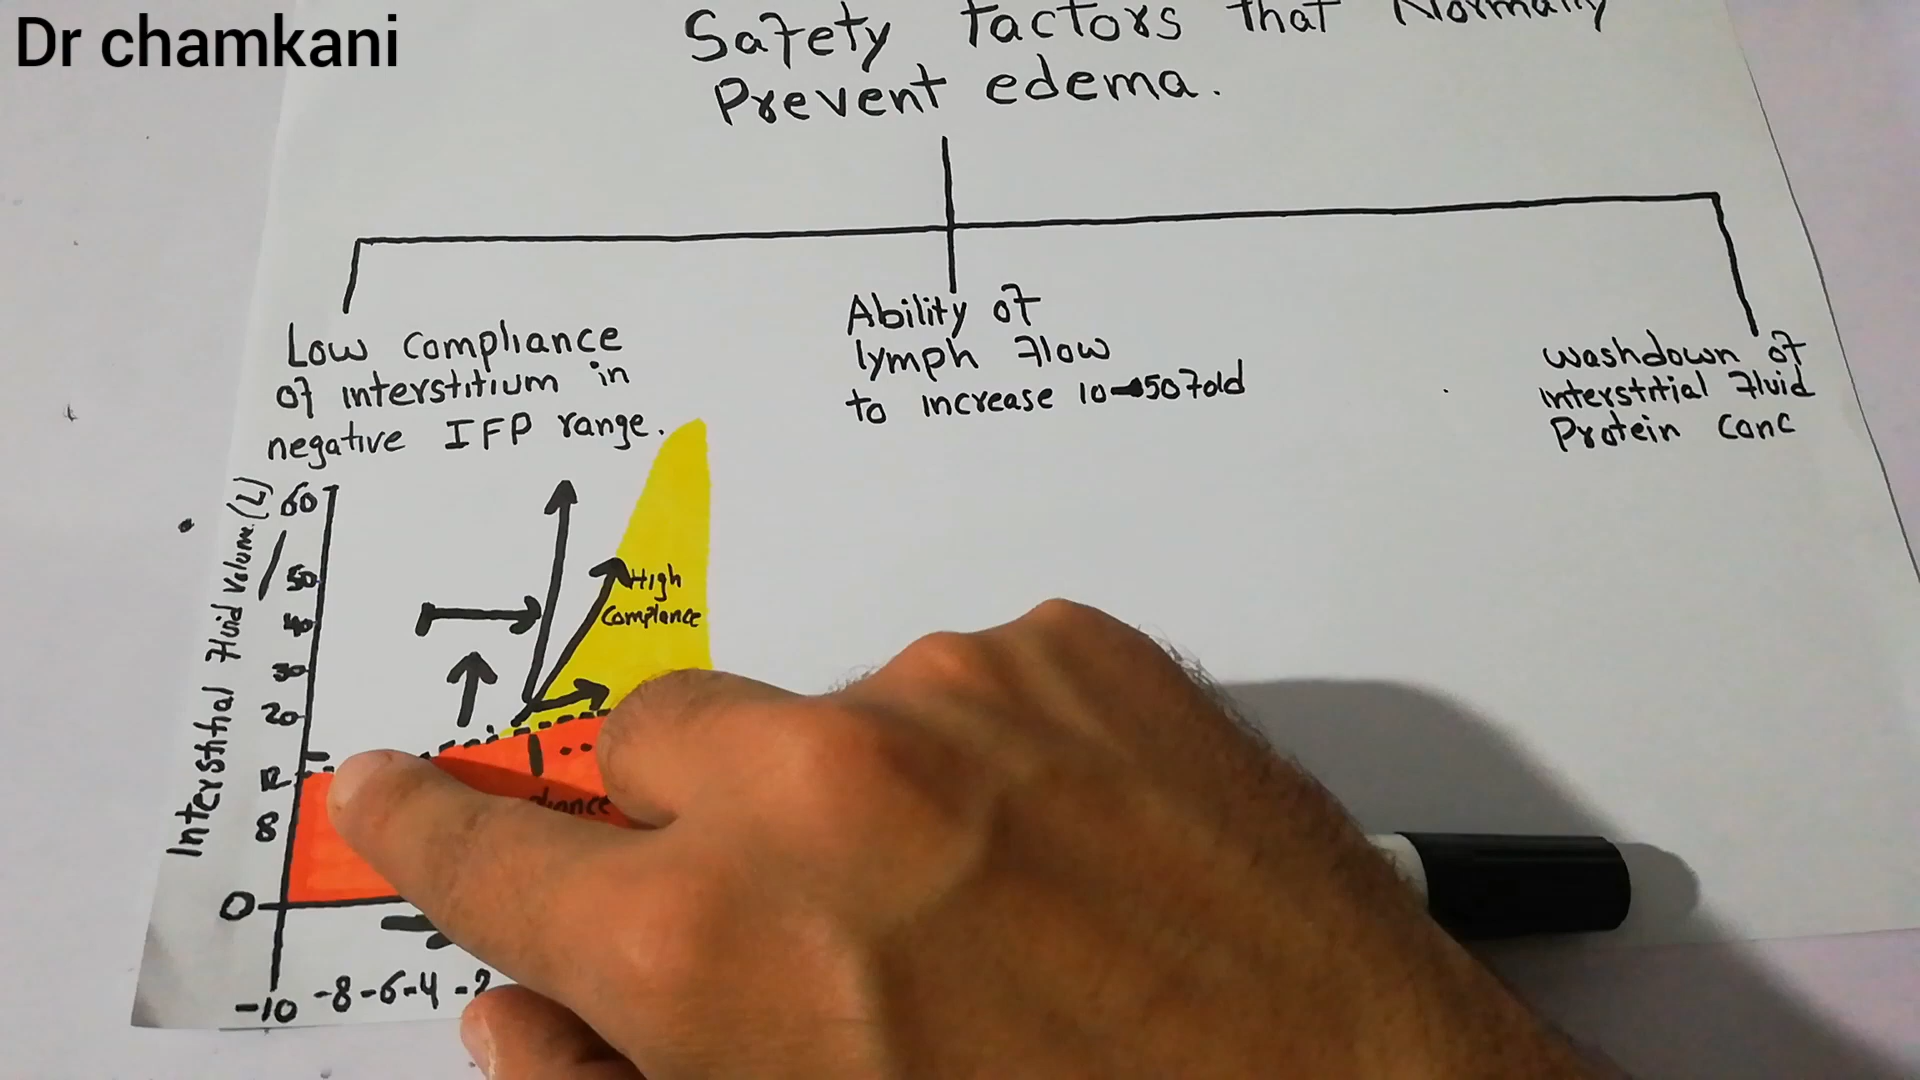 Dr chamkani
Safety factors that Normally
Prevent edema.
Low Compliance
of interstitium in
negative IFP range.
Ability of
lymph flow
to increase 10-50 fold
washdown of
interstitial fluid
Protein conc
Interstitial Fluid Volume (L)
60
50
40
30
20
12
8
0
High
Complance
-10 -8 -6 -4 -2